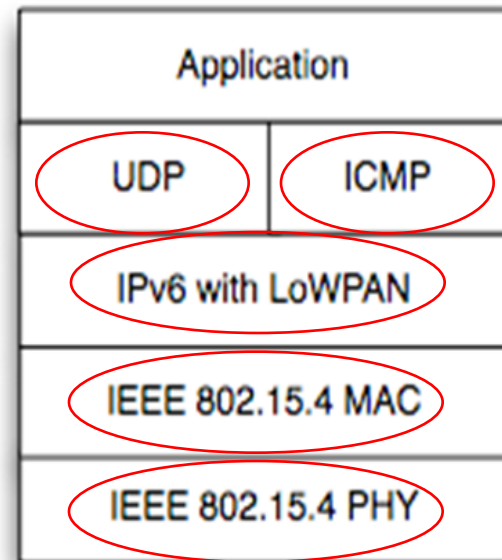 Application
UDP ICMP
IPv6 with LoWPAN
IEEE 802.15.4 MAC
IEEE 802.15.4 PHY